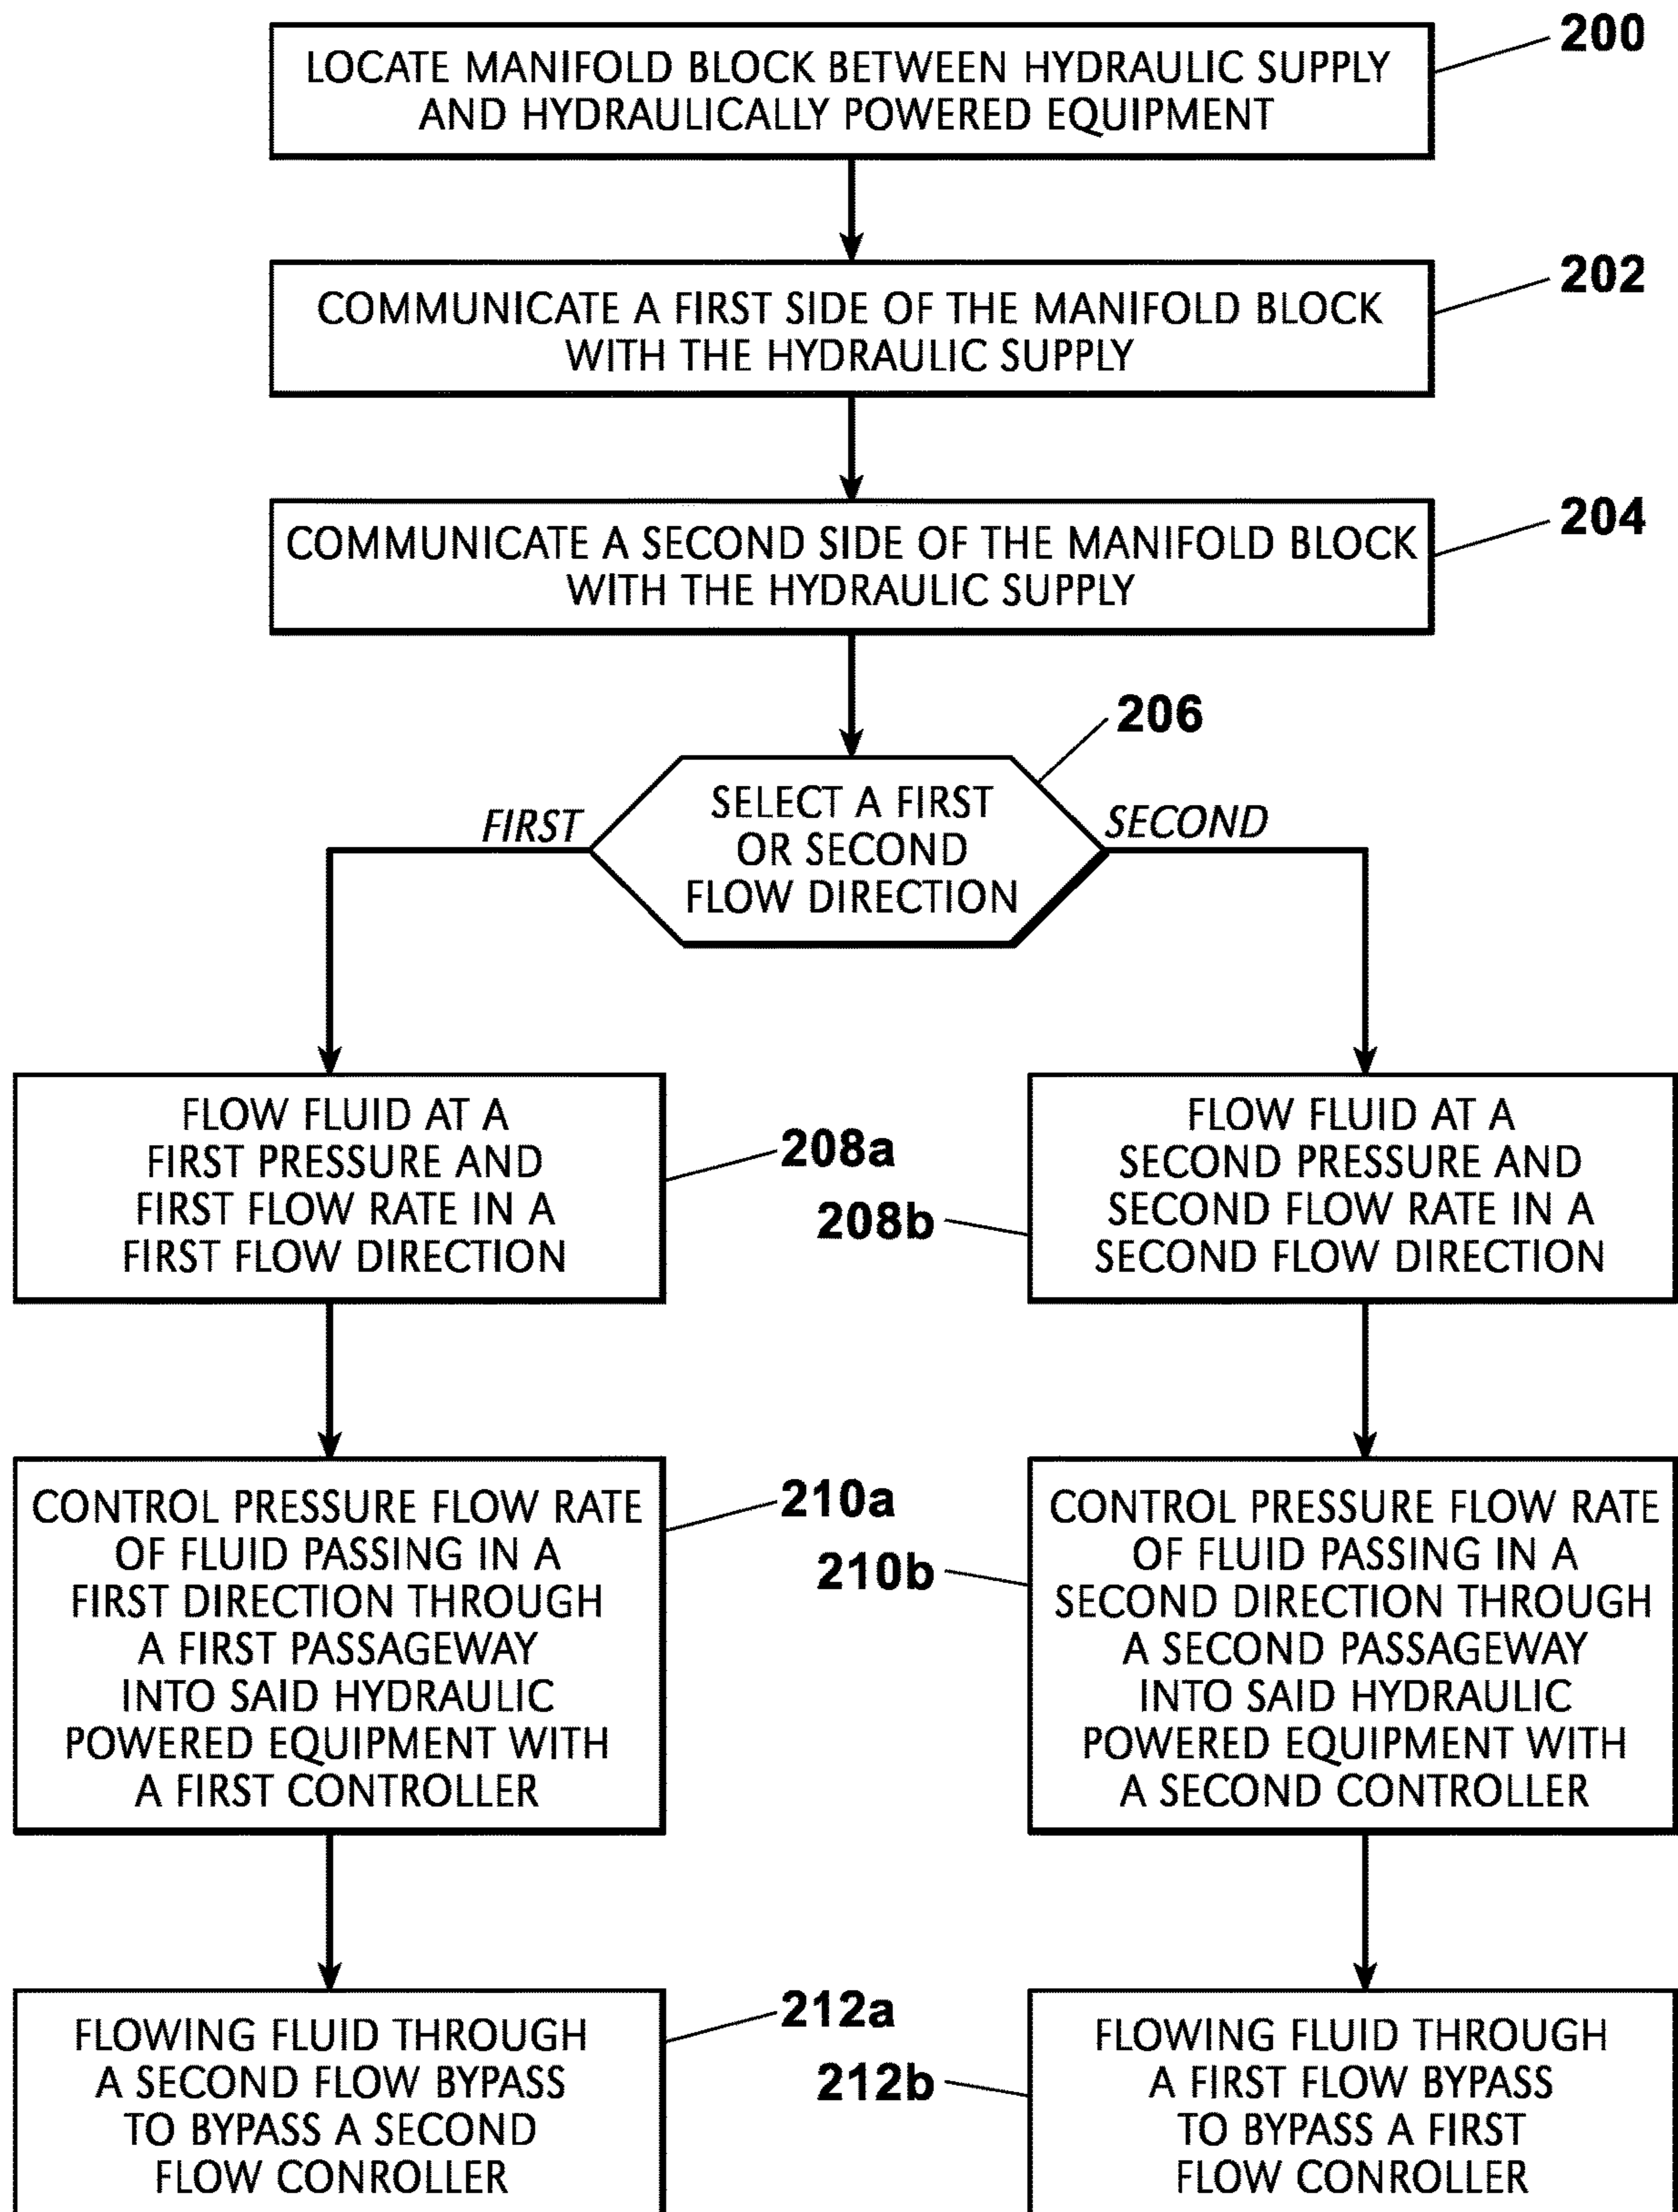 200
LOCATE MANIFOLD BLOCK BETWEEN HYDRAULIC SUPPLY
AND HYDRAULICALLY POWERED EQUIPMENT
202
COMMUNICATE A FIRST SIDE OF THE MANIFOLD BLOCK
WITH THE HYDRAULIC SUPPLY
204
COMMUNICATE A SECOND SIDE OF THE MANIFOLD BLOCK
WITH THE HYDRAULIC SUPPLY
206
FIRST
SELECT A FIRST
OR SECOND
FLOW DIRECTION
SECOND
FLOW FLUID AT A
FIRST PRESSURE AND
FIRST FLOW RATE IN A
FIRST FLOW DIRECTION
208a
208b
FLOW FLUID AT A
SECOND PRESSURE AND
SECOND FLOW RATE IN A
SECOND FLOW DIRECTION
CONTROL PRESSURE FLOW RATE
OF FLUID PASSING IN A
FIRST DIRECTION THROUGH
A FIRST PASSAGEWAY
INTO SAID HYDRAULIC
POWERED EQUIPMENT WITH
A FIRST CONTROLLER
210a
210b
CONTROL PRESSURE FLOW RATE
OF FLUID PASSING IN A
SECOND DIRECTION THROUGH
A SECOND PASSAGEWAY
INTO SAID HYDRAULIC
POWERED EQUIPMENT WITH
A SECOND CONTROLLER
FLOWING FLUID THROUGH
A SECOND FLOW BYPASS
TO BYPASS A SECOND
FLOW CONROLLER
212a
212b
FLOWING FLUID THROUGH
A FIRST FLOW BYPASS
TO BYPASS A FIRST
FLOW CONROLLER